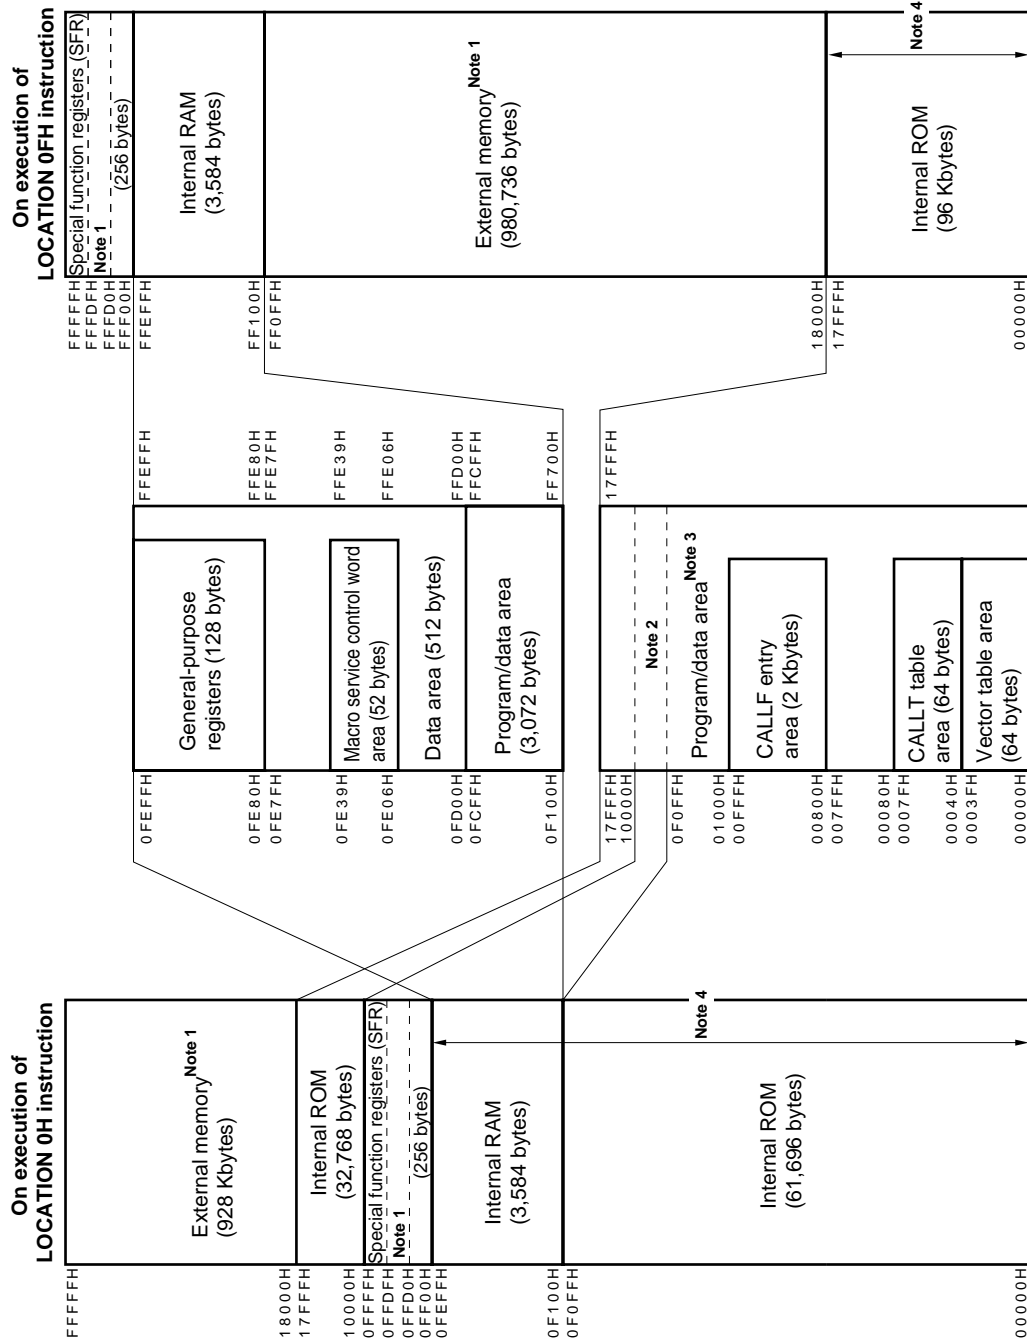 On execution of
LOCATION 0H instruction
FFFFFH
External memory Note 1
(928 Kbytes)
18000H
17FFFH
Internal ROM
(32,768 bytes)
10000H
0FFFFH
Special function registers (SFR)
0FFDFH
Note 1
0FFD0H
0FF00H
(256 bytes)
0FEFFH
Internal RAM
(3,584 bytes)
0F100H
0F0FFH
Internal ROM
(61,696 bytes)
Note 4
00000H
0FEFFH
General-purpose
registers (128 bytes)
FFEFFH
0FE80H
FFE80H
0FE7FH
FFE7FH
0FE39H
FFE39H
Macro service control word
area (52 bytes)
0FE06H
FFE06H
Data area (512 bytes)
0FD00H
FFD00H
0FCFFH
FFCFFH
Program/data area
(3,072 bytes)
0F100H
FF700H
17FFFH
17FFFH
10000H
Note 2
0F0FFH
Program/data area Note 3
01000H
00FFFH
CALLF entry
area (2 Kbytes)
00800H
007FFH
00080H
0007FH
CALLT table
area (64 bytes)
00040H
0003FH
Vector table area
(64 bytes)
00000H
On execution of
LOCATION 0FH instruction
FFFFFH
Special function registers (SFR)
FFFDFH
Note 1
FFFD0H
FFF00H
(256 bytes)
FFEFFH
Internal RAM
(3,584 bytes)
FF100H
FF0FFH
External memory Note 1
(980,736 bytes)
18000H
17FFFH
Internal ROM
(96 Kbytes)
Note 4
00000H